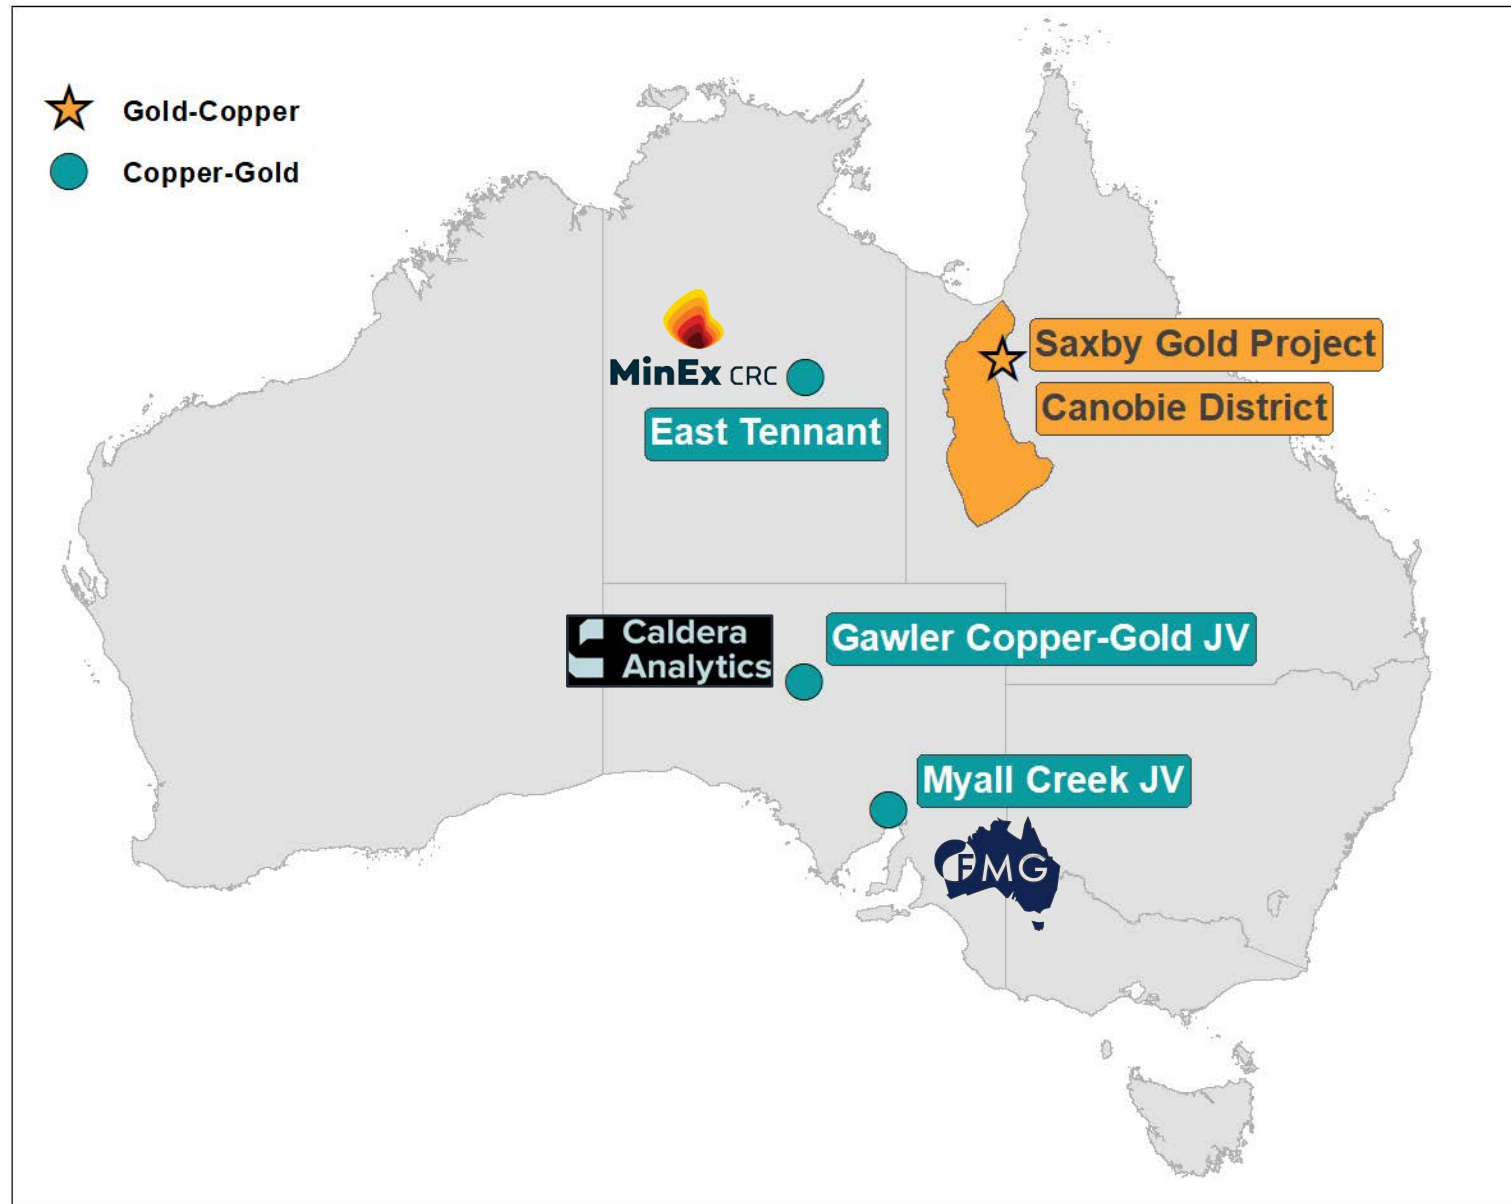 Gold-Copper
Copper-Gold
MinEx CRC
East Tennant
Saxby Gold Project
Canobie District
Caldera
Analytics
Gawler Copper-Gold JV
Myall Creek JV
FMG